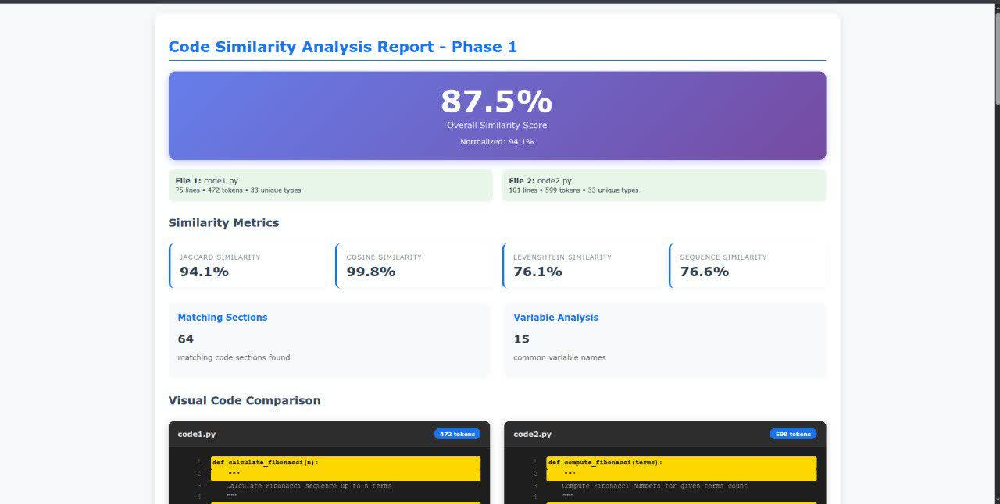 Code Similarity Analysis Report - Phase 1
87.5%
Overall Similarity Score
Normalized: 94.1%
File 1: code1.py
75 lines • 472 tokens • 33 unique types
File 2: code2.py
101 lines • 599 tokens • 33 unique types
Similarity Metrics
JACCARD SIMILARITY
94.1%
COSINE SIMILARITY
99.8%
LEVENSHTEIN SIMILARITY
76.1%
SEQUENCE SIMILARITY
76.6%
Matching Sections
64
matching code sections found
Variable Analysis
15
common variable names
Visual Code Comparison
code1.py
472 tokens
1 def calculate_fibonacci(n):
2 """
3 Calculate Fibonacci sequence up to n terms
4 """
code2.py
599 tokens
1 def compute_fibonacci(terms):
2 """
3 Compute Fibonacci numbers for given terms count
4 """